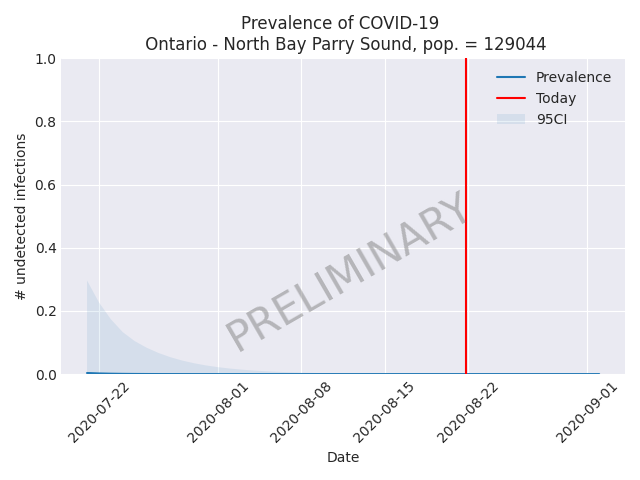 Prevalence of COVID-19
Ontario - North Bay Parry Sound, pop. = 129044
1.0
0.8
0.6
0.4
0.2
0.0
# undetected infections
Prevalence
Today
95CI
PRELIMINARY
2020-07-22
2020-08-01
2020-08-08
2020-08-15
2020-08-22
2020-09-01
Date